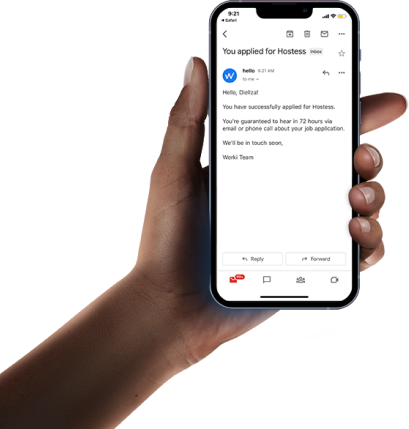 9:21
◂ Safari
You applied for Hostess Inbox
hello 9:21 AM
to me
Hello, Diellza!
You have successfully applied for Hostess.
You're guaranteed to hear in 72 hours via
email or phone call about your job application.
We'll be in touch soon,
Worki Team
Reply Forward